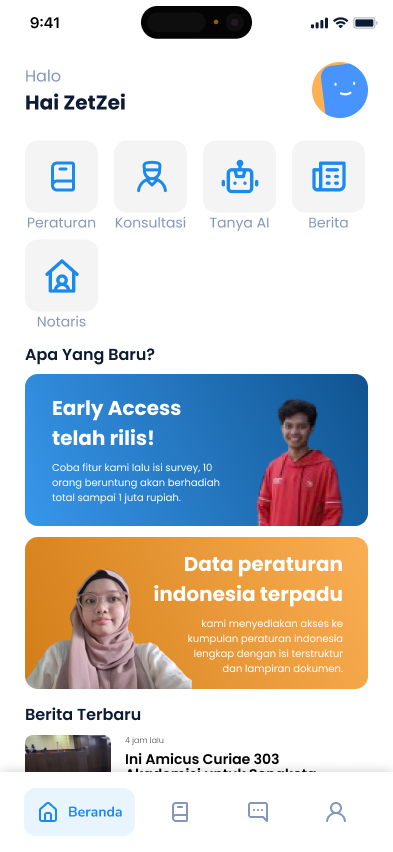 9:41
Halo
Hai ZetZei
Peraturan
Konsultasi
Tanya AI
Berita
Notaris
Apa Yang Baru?
Early Access
telah rilis!
Coba fitur kami lalu isi survey, 10
orang beruntung akan berhadiah
total sampai 1 juta rupiah.
Data peraturan
indonesia terpadu
kami menyediakan akses ke
kumpulan peraturan indonesia
lengkap dengan isi terstruktur
dan lampiran dokumen.
Berita Terbaru
4 jam lalu
Ini Amicus Curiae 303
Akademisi untuk Sengketa
Beranda